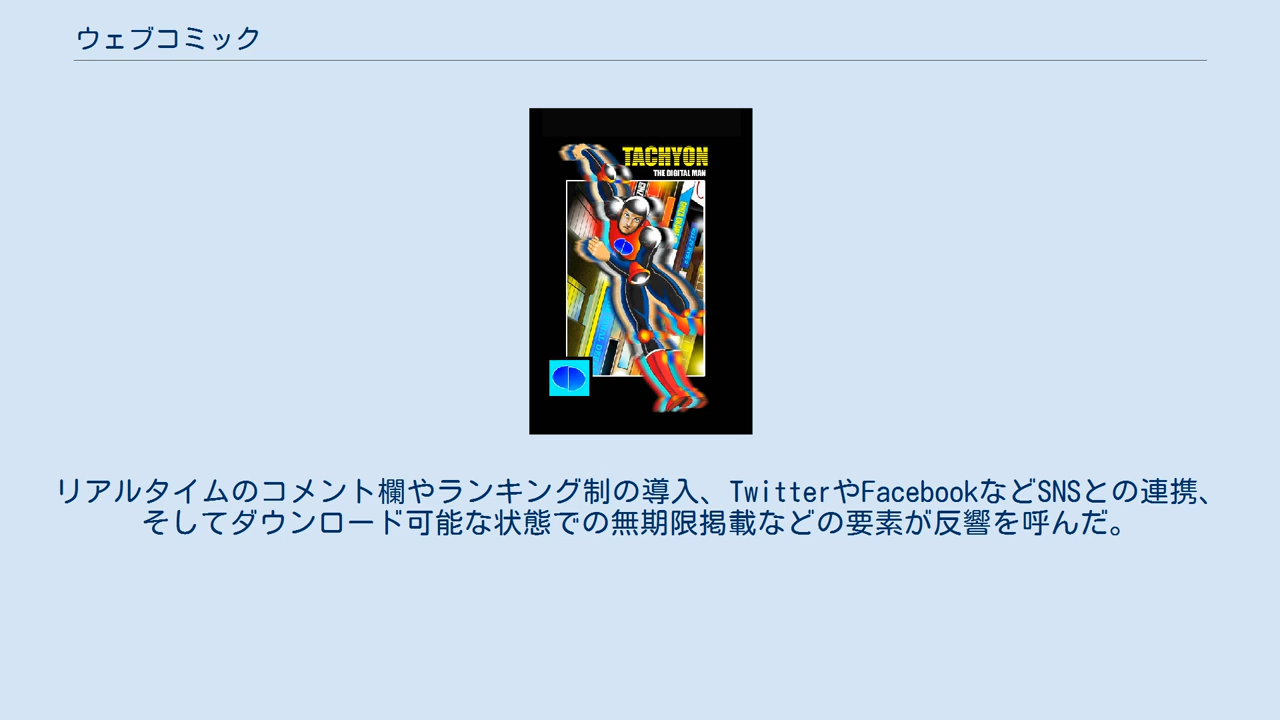 ウェブコミック
TACHYON
THE DIGITAL MAN
リアルタイムのコメント欄やランキング制の導入、TwitterやFacebookなどSNSとの連携、
そしてダウンロード可能な状態での無期限掲載などの要素が反響を呼んだ。